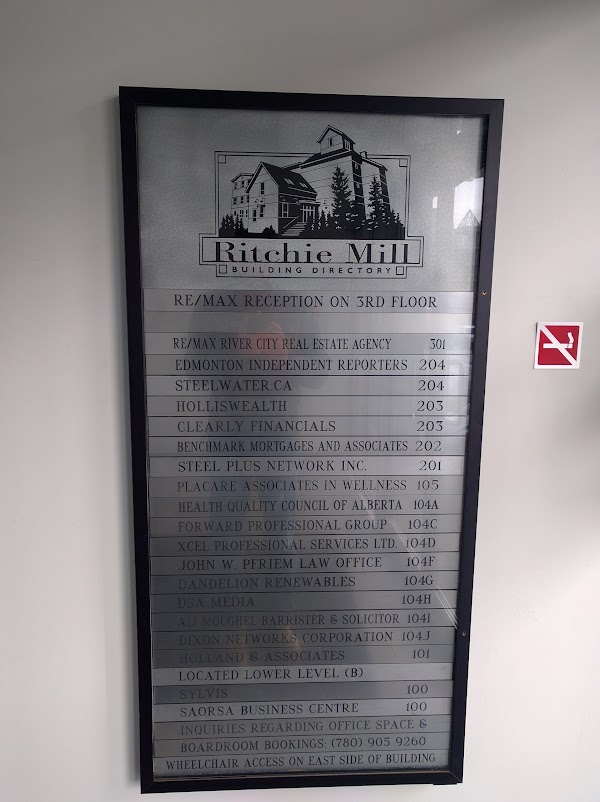 Ritchie Mill
BUILDING DIRECTORY
RE/MAX RECEPTION ON 3RD FLOOR
RE/MAX RIVER CITY REAL ESTATE AGENCY 301
EDMONTON INDEPENDENT REPORTERS 204
STEELWATER.CA 204
HOLLISWEALTH 203
CLEARLY FINANCIALS 203
BENCHMARK MORTGAGES AND ASSOCIATES 202
STEEL PLUS NETWORK INC. 201
PLACARE ASSOCIATES IN WELLNESS 105
HEALTH QUALITY COUNCIL OF ALBERTA 104A
FORWARD PROFESSIONAL GROUP 104C
XCEL PROFESSIONAL SERVICES LTD. 104D
JOHN W. PFRIEM LAW OFFICE 104F
DANDELION RENEWABLES 104G
DSA MEDIA 104H
ALI MOUGHEL BARRISTER & SOLICITOR 104I
DIXON NETWORKS CORPORATION 104J
HOLLAND & ASSOCIATES 101
LOCATED LOWER LEVEL (B)
SYLVIS 100
SAORSA BUSINESS CENTRE 100
INQUIRIES REGARDING OFFICE SPACE &
BOARDROOM BOOKINGS: (780) 905 9260
WHEELCHAIR ACCESS ON EAST SIDE OF BUILDING